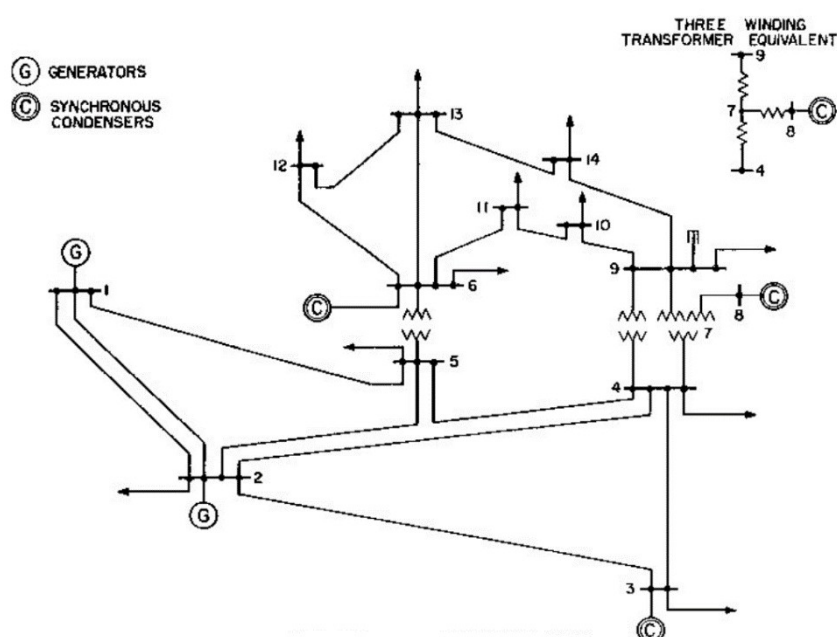 THREE WINDING
TRANSFORMER EQUIVALENT
9
G GENERATORS
C SYNCHRONOUS
CONDENSERS
7
8
C
4
13
12
14
11
10
G
1
6
9
C
8
C
7
5
4
2
G
3
C